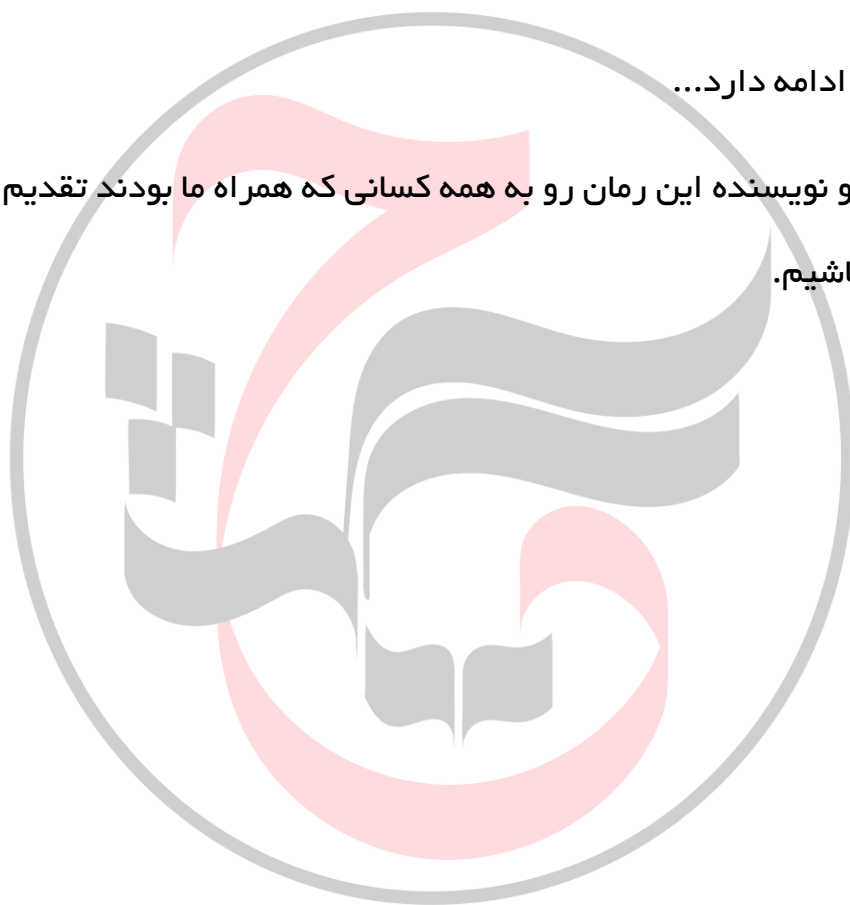 ادامه دارد...
و نویسنده این رمان رو به همه کسانی که همراه ما بودند تقدیم
اشیم.